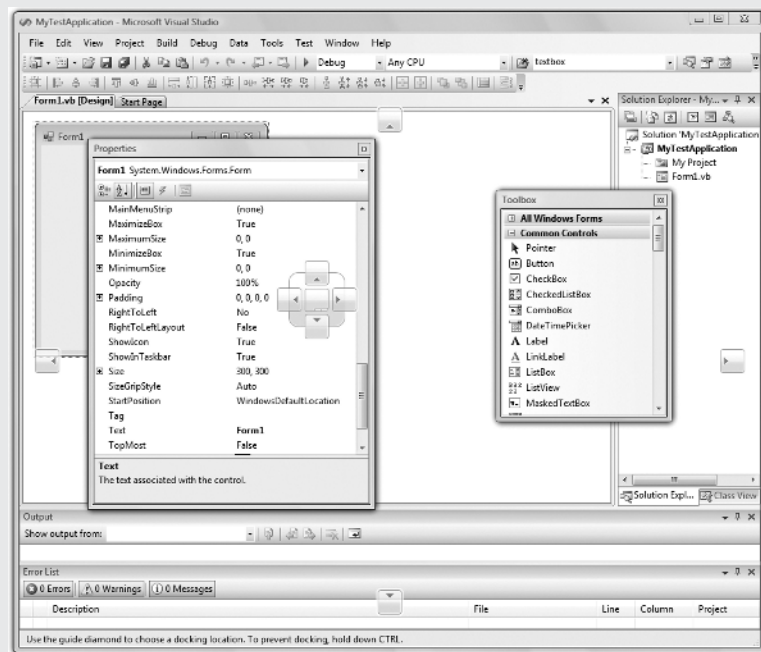 MyTestApplication - Microsoft Visual Studio
File Edit View Project Build Debug Data Tools Test Window Help
Debug Any CPU textbox
Form1.vb [Design] Start Page
Form1
Properties
Form1 System.Windows.Forms.Form
MainMenuStrip (none)
MaximizeBox True
MaximumSize 0, 0
MinimizeBox True
MinimumSize 0, 0
Opacity 100%
Padding 0, 0, 0, 0
RightToLeft No
RightToLeftLayout False
ShowIcon True
ShowInTaskbar True
Size 300, 300
SizeGripStyle Auto
StartPosition WindowsDefaultLocation
Tag
Text Form1
TopMost False
Text
The text associated with the control.
Toolbox
All Windows Forms
Common Controls
Pointer
Button
CheckBox
CheckedListBox
ComboBox
DateTimePicker
Label
LinkLabel
ListBox
ListView
MaskedTextBox
Solution Explorer - My...
Solution 'MyTestApplication
MyTestApplication
My Project
Form1.vb
Solution Expl... Class View
Output
Show output from:
Error List
0 Errors 0 Warnings 0 Messages
Description File Line Column Project
Use the guide diamond to choose a docking location. To prevent docking, hold down CTRL.